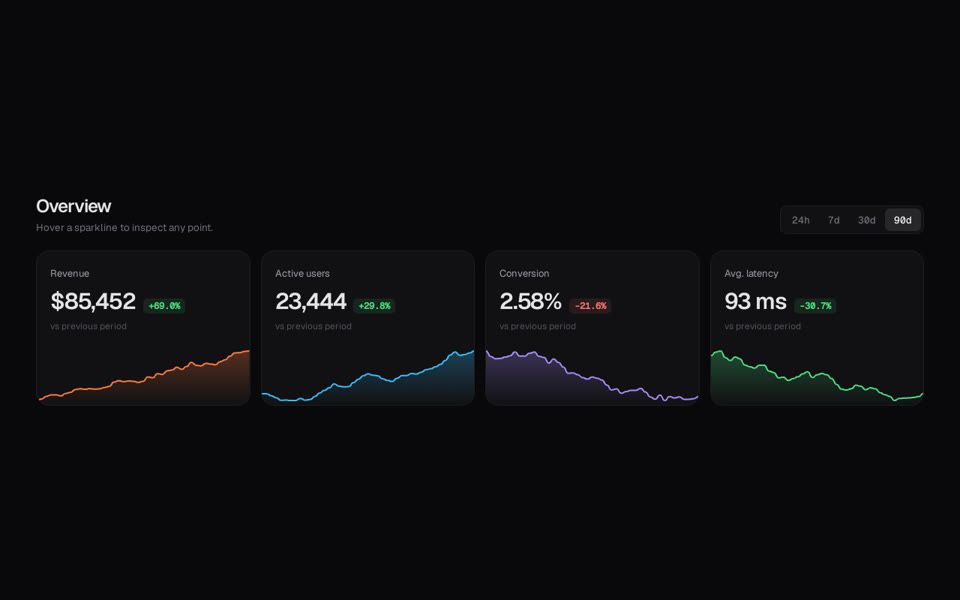 Overview
Hover a sparkline to inspect any point.
24h 7d 30d 90d
Revenue
$85,452 +69.0%
vs previous period
Active users
23,444 +29.8%
vs previous period
Conversion
2.58% -21.6%
vs previous period
Avg. latency
93 ms -30.7%
vs previous period